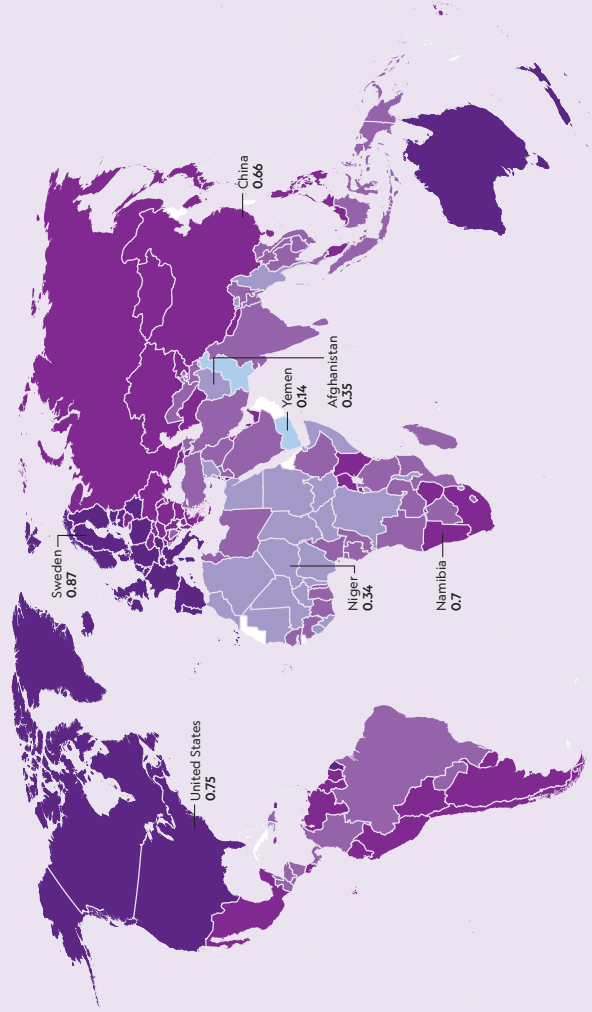 United States
0.75
Sweden
0.87
Niger
0.34
Namibia
0.7
Yemen
0.14
Afghanistan
0.35
China
0.66